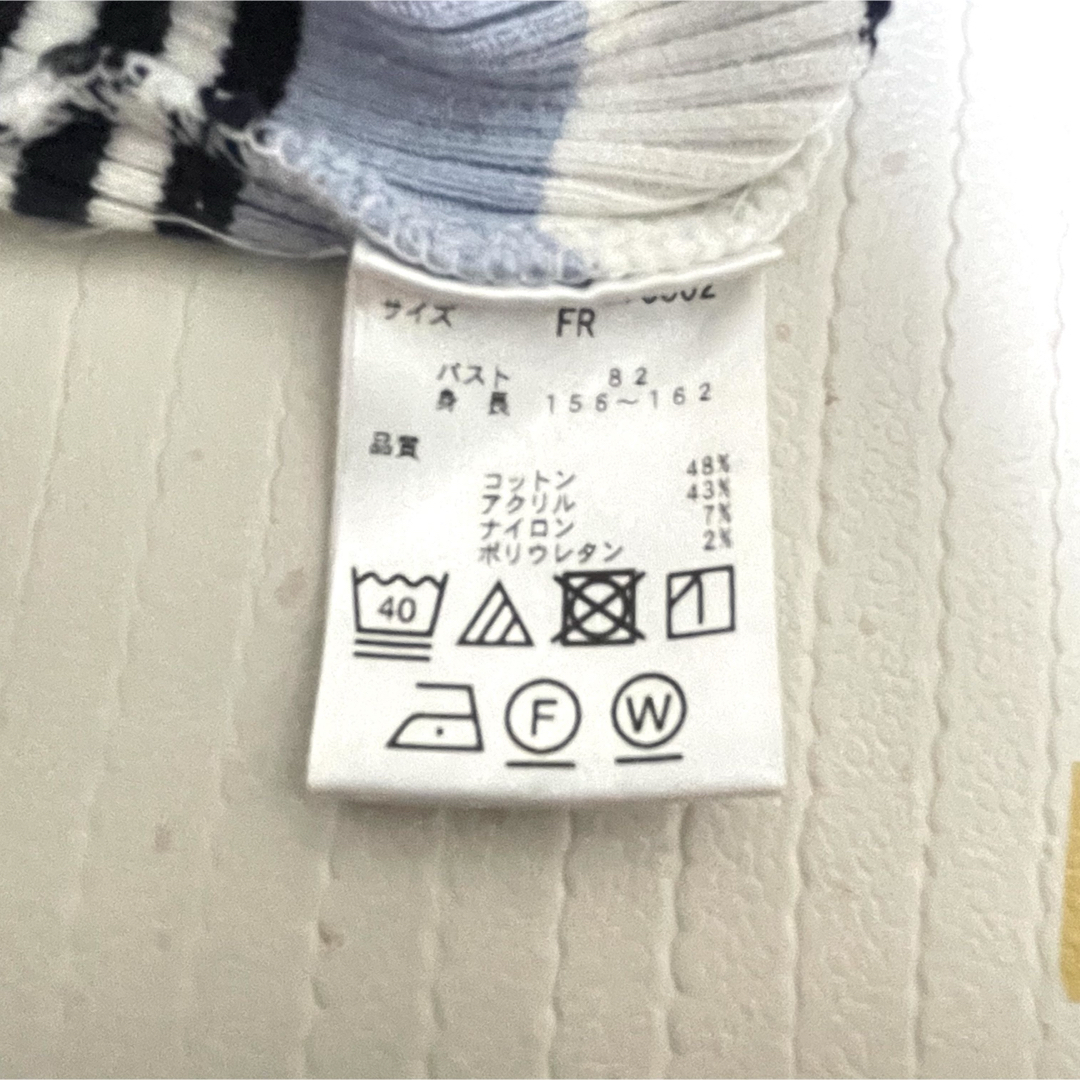 サイズ FR
バスト 82
身長 156～162
品質
コットン 48%
アクリル 43%
ナイロン 7%
ポリウレタン 2%
40
F W